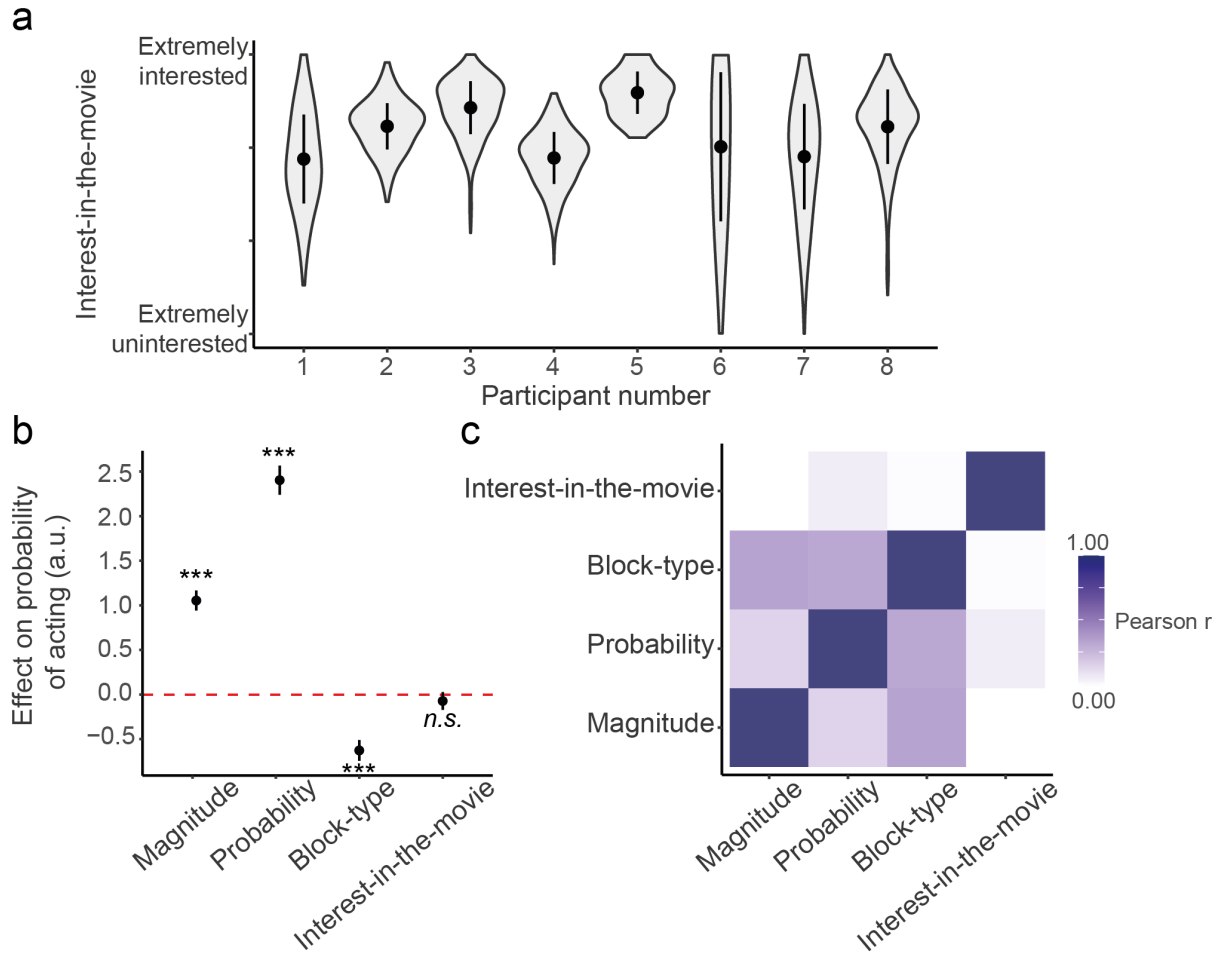 a
Extremely
interested
Interest-in-the-movie
Extremely
uninterested
1 2 3 4 5 6 7 8
Participant number
b
Effect on probability
of acting (a.u.)
2.5
2.0
1.5
1.0
0.5
0.0
−0.5
***
***
***
n.s.
Magnitude
Probability
Block-type
Interest-in-the-movie
c
Interest-in-the-movie
Block-type
Probability
Magnitude
Magnitude
Probability
Block-type
Interest-in-the-movie
1.00
Pearson r
0.00